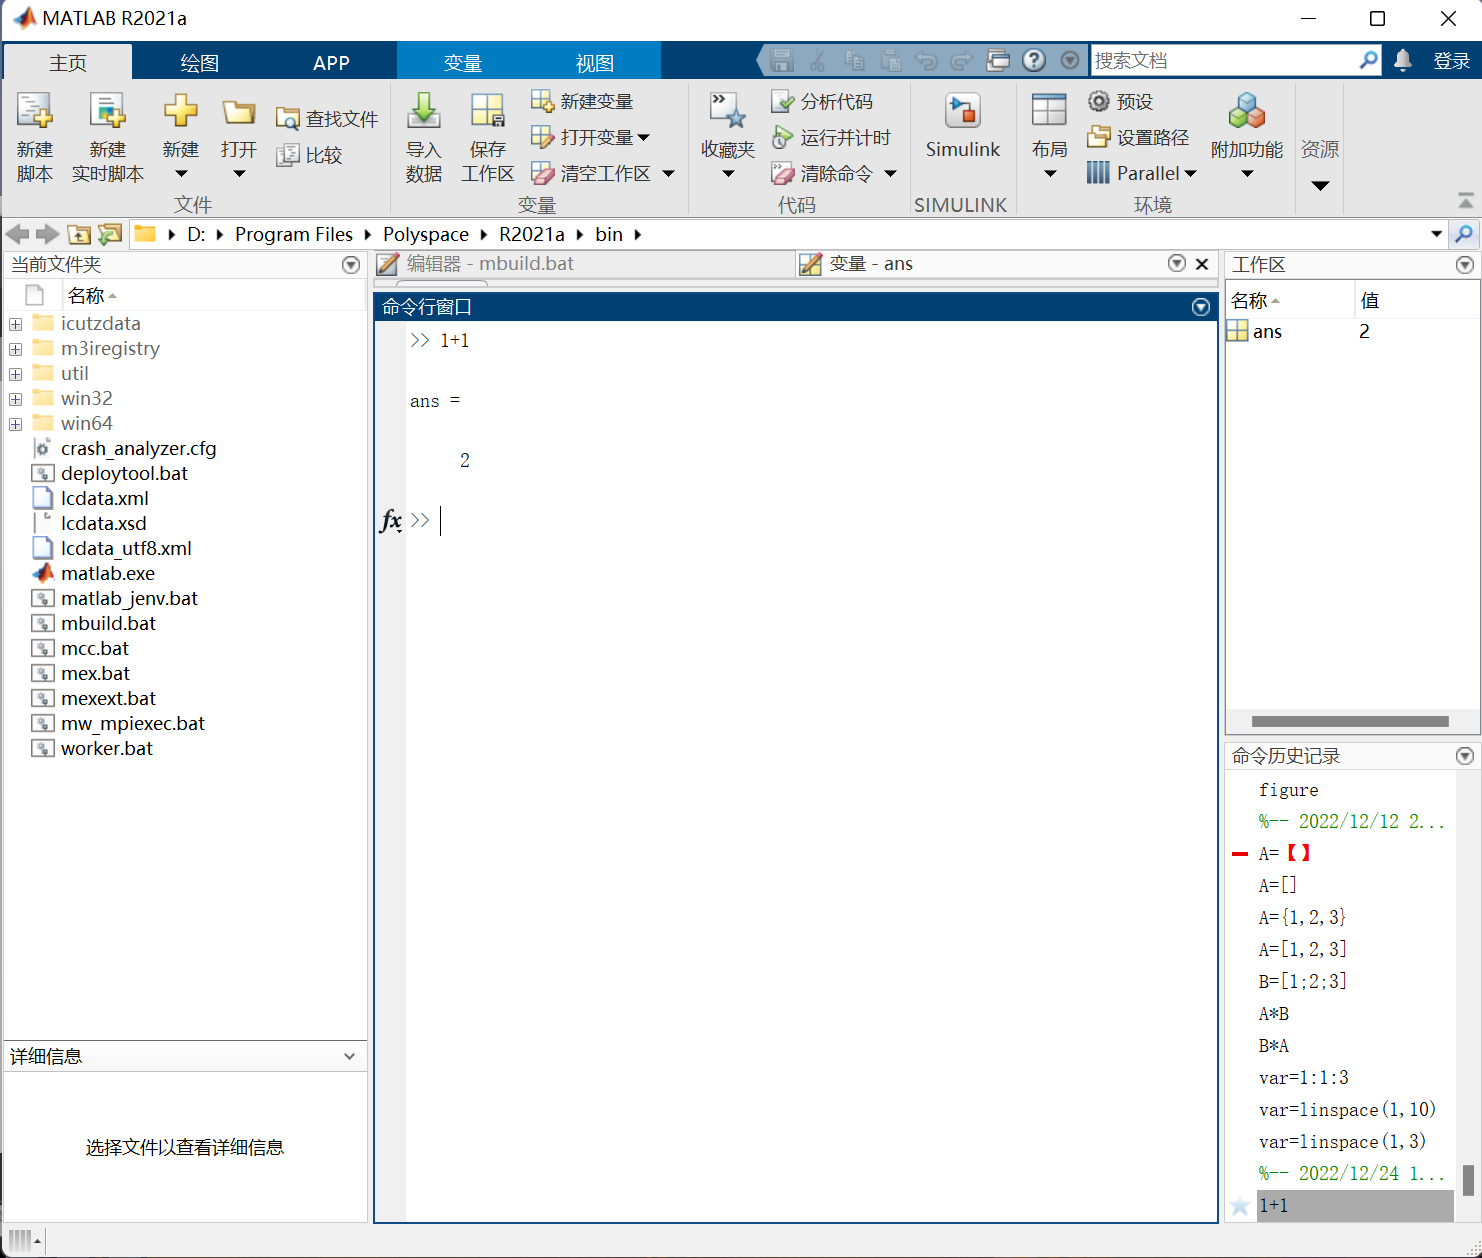 MATLAB R2021a
主页 绘图 APP 变量 视图 搜索文档 登录
新建脚本
新建实时脚本
新建
打开
查找文件
比较
文件
导入数据
保存工作区
新建变量
打开变量
清空工作区
变量
收藏夹
分析代码
运行并计时
清除命令
代码
Simulink
SIMULINK
布局
预设
设置路径
Parallel
附加功能
环境
资源
D: Program Files Polyspace R2021a bin
当前文件夹
名称
icutzdata
m3iregistry
util
win32
win64
crash_analyzer.cfg
deploytool.bat
lcdata.xml
lcdata.xsd
lcdata_utf8.xml
matlab.exe
matlab_jenv.bat
mbuild.bat
mcc.bat
mex.bat
mexext.bat
mw_mpiexec.bat
worker.bat
详细信息
选择文件以查看详细信息
编辑器 - mbuild.bat
变量 - ans
命令行窗口
>> 1+1
ans =
2
fx >>
工作区
名称 值
ans 2
命令历史记录
figure
%-- 2022/12/12 2...
A=【】
A=[]
A={1,2,3}
A=[1,2,3]
B=[1;2;3]
A*B
B*A
var=1:1:3
var=linspace(1,10)
var=linspace(1,3)
%-- 2022/12/24 1...
1+1